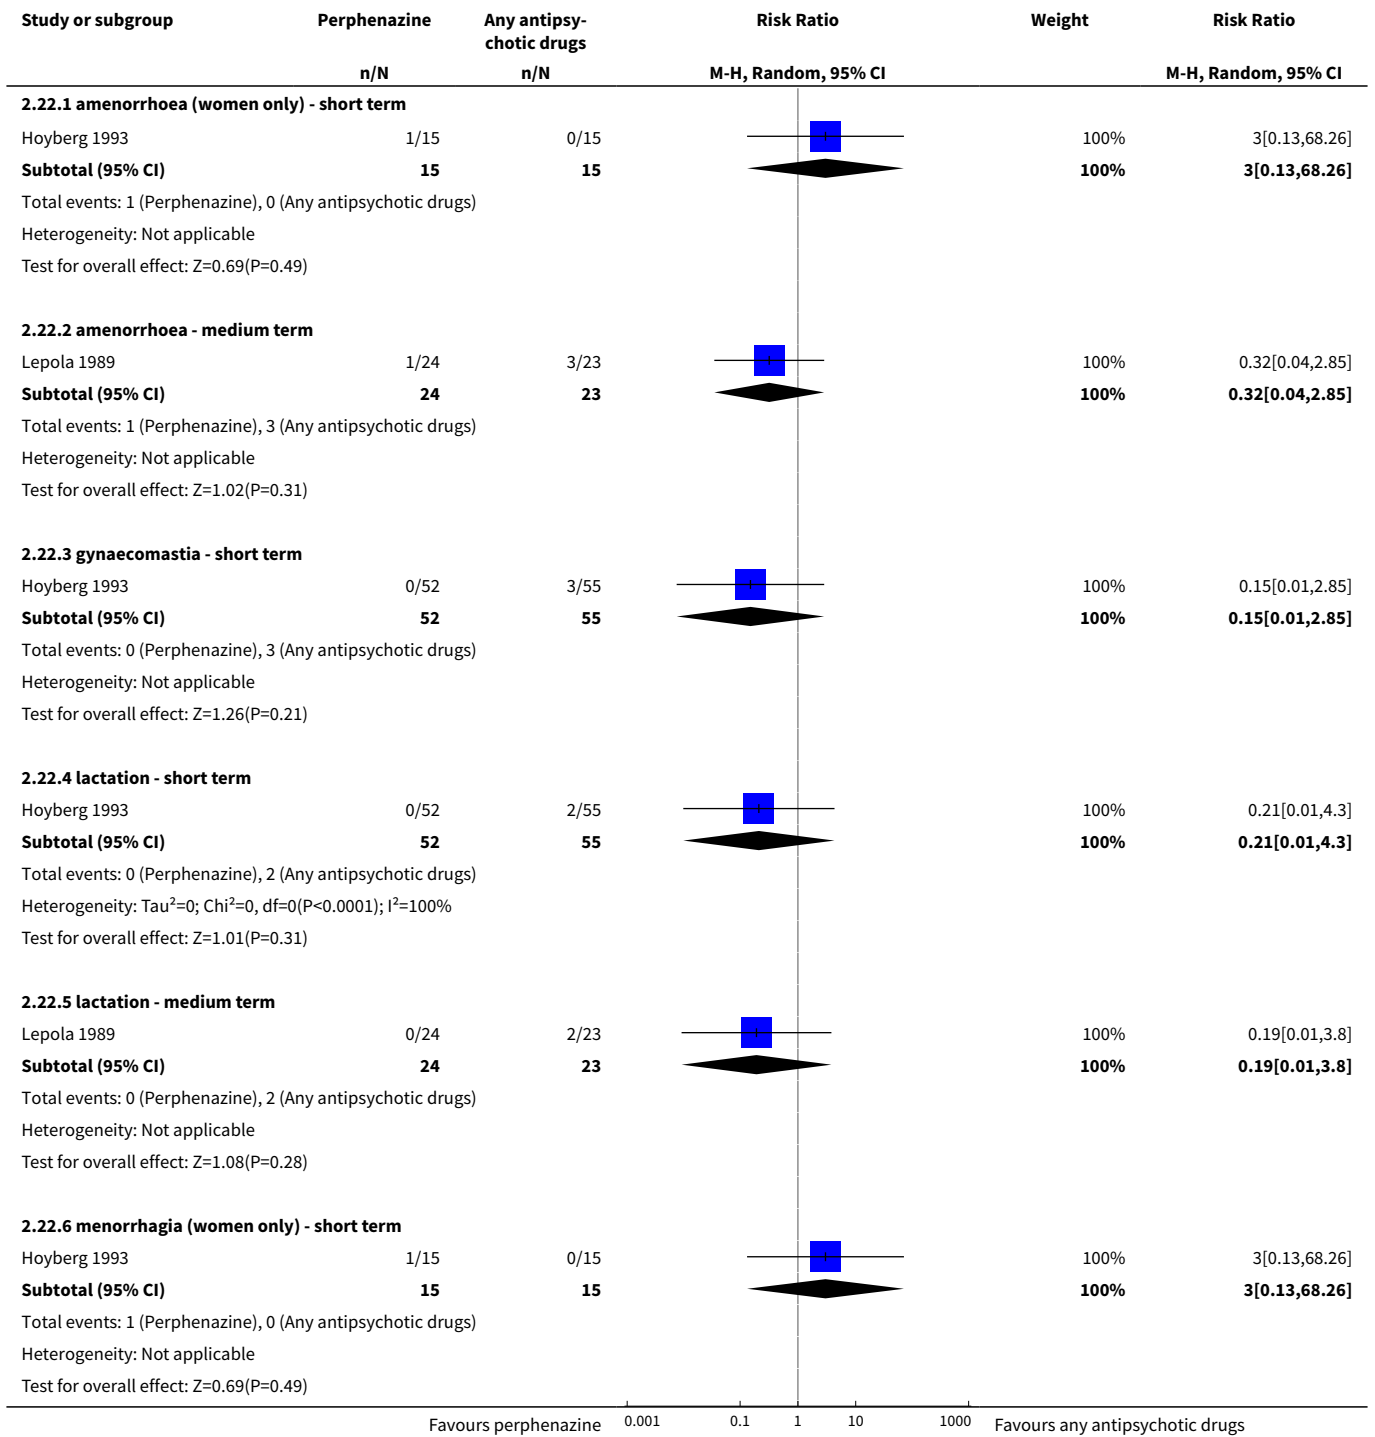 Study or subgroup Perphenazine Any antipsy- Risk Ratio Weight Risk Ratio
chotic drugs
n/N n/N M-H, Random, 95% CI M-H, Random, 95% CI
2.22.1 amenorrhoea (women only) - short term
Hoyberg 1993 1/15 0/15 100% 3[0.13,68.26]
Subtotal (95% CI) 15 15 100% 3[0.13,68.26]
Total events: 1 (Perphenazine), 0 (Any antipsychotic drugs)
Heterogeneity: Not applicable
Test for overall effect: Z=0.69(P=0.49)
2.22.2 amenorrhoea - medium term
Lepola 1989 1/24 3/23 100% 0.32[0.04,2.85]
Subtotal (95% CI) 24 23 100% 0.32[0.04,2.85]
Total events: 1 (Perphenazine), 3 (Any antipsychotic drugs)
Heterogeneity: Not applicable
Test for overall effect: Z=1.02(P=0.31)
2.22.3 gynaecomastia - short term
Hoyberg 1993 0/52 3/55 100% 0.15[0.01,2.85]
Subtotal (95% CI) 52 55 100% 0.15[0.01,2.85]
Total events: 0 (Perphenazine), 3 (Any antipsychotic drugs)
Heterogeneity: Not applicable
Test for overall effect: Z=1.26(P=0.21)
2.22.4 lactation - short term
Hoyberg 1993 0/52 2/55 100% 0.21[0.01,4.3]
Subtotal (95% CI) 52 55 100% 0.21[0.01,4.3]
Total events: 0 (Perphenazine), 2 (Any antipsychotic drugs)
Heterogeneity: Tau²=0; Chi²=0, df=0(P<0.0001); I²=100%
Test for overall effect: Z=1.01(P=0.31)
2.22.5 lactation - medium term
Lepola 1989 0/24 2/23 100% 0.19[0.01,3.8]
Subtotal (95% CI) 24 23 100% 0.19[0.01,3.8]
Total events: 0 (Perphenazine), 2 (Any antipsychotic drugs)
Heterogeneity: Not applicable
Test for overall effect: Z=1.08(P=0.28)
2.22.6 menorrhagia (women only) - short term
Hoyberg 1993 1/15 0/15 100% 3[0.13,68.26]
Subtotal (95% CI) 15 15 100% 3[0.13,68.26]
Total events: 1 (Perphenazine), 0 (Any antipsychotic drugs)
Heterogeneity: Not applicable
Test for overall effect: Z=0.69(P=0.49)
Favours perphenazine 0.001 0.1 1 10 1000 Favours any antipsychotic drugs